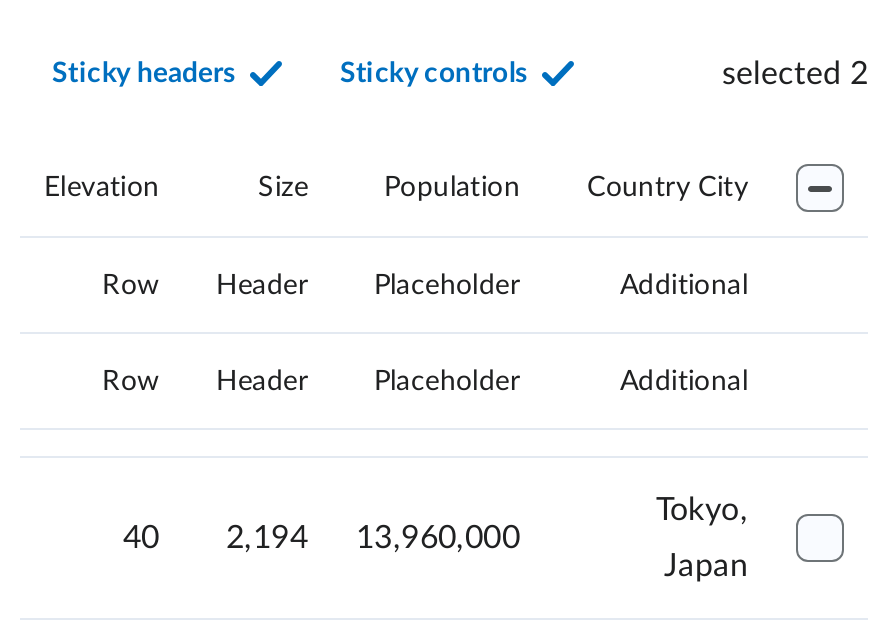 Sticky headers Sticky controls selected 2
Elevation Size Population Country City
Row Header Placeholder Additional
Row Header Placeholder Additional
40 2,194 13,960,000 Tokyo,
Japan